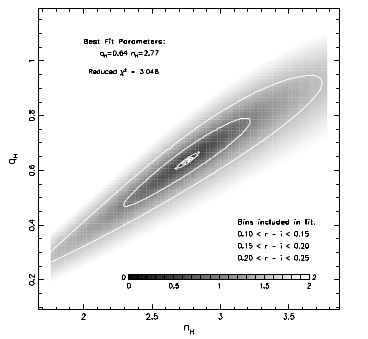 Best Fit Parameters:
q_H=0.64 n_H=2.77
Reduced χ² = 3.048
q_H
0.2
0.4
0.6
0.8
1
Bins included in fit:
0.10 < r - i < 0.15
0.15 < r - i < 0.20
0.20 < r - i < 0.25
0 2
0 0.5 1 1.5 2
2 2.5 3 3.5
n_H